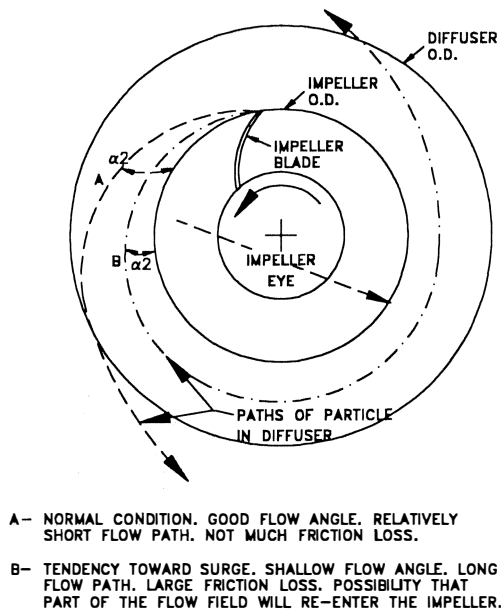 DIFFUSER
O.D.
IMPELLER
O.D.
IMPELLER
BLADE
α2
A
B
α2
IMPELLER
EYE
PATHS OF PARTICLE
IN DIFFUSER
A- NORMAL CONDITION. GOOD FLOW ANGLE. RELATIVELY
SHORT FLOW PATH. NOT MUCH FRICTION LOSS.
B- TENDENCY TOWARD SURGE. SHALLOW FLOW ANGLE. LONG
FLOW PATH. LARGE FRICTION LOSS. POSSIBILITY THAT
PART OF THE FLOW FIELD WILL RE-ENTER THE IMPELLER.